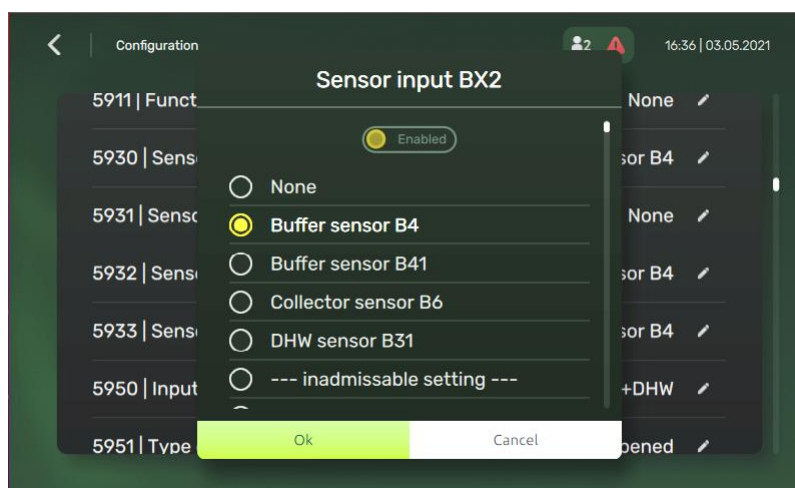 Configuration
2
16:36 | 03.05.2021
Sensor input BX2
Enabled
None
Buffer sensor B4
Buffer sensor B41
Collector sensor B6
DHW sensor B31
--- inadmissable setting ---
Ok
Cancel
5911 | Funct
None
5930 | Sens
sor B4
5931 | Senso
None
5932 | Sens
sor B4
5933 | Sens
sor B4
5950 | Input
+DHW
5951 | Type
pened